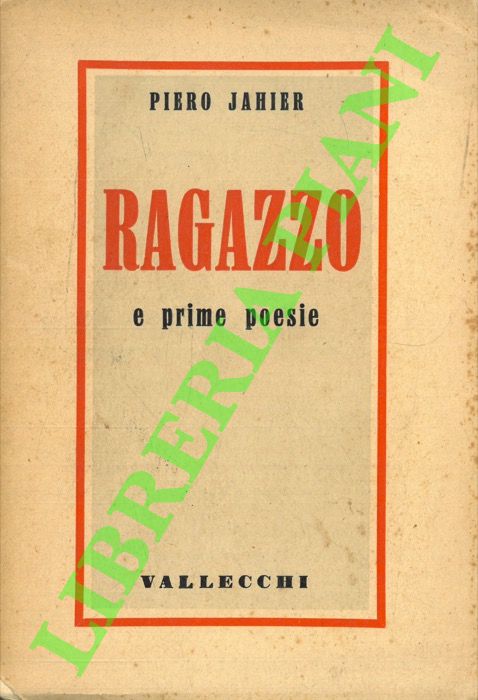 PIERO JAHIER
RAGAZZO
e prime poesie
VALLECCHI
LIBRERIA PIANI